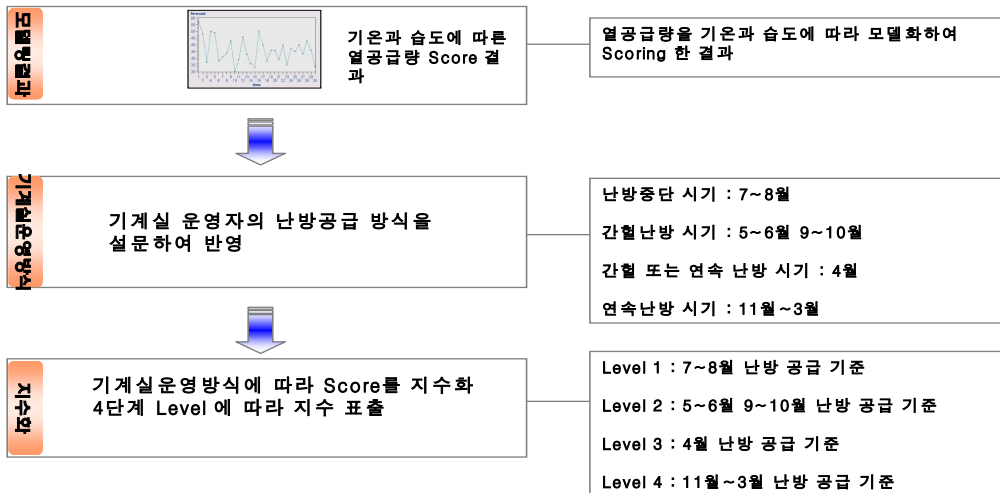 모델링결과
기온과 습도에 따른
열공급량 Score 결
과
열공급량을 기온과 습도에 따라 모델화하여
Scoring 한 결과
기계실운영방식
기계실 운영자의 난방공급 방식을
설문하여 반영
난방중단 시기 : 7~8월
간헐난방 시기 : 5~6월 9~10월
간헐 또는 연속 난방 시기 : 4월
연속난방 시기 : 11월~3월
지수화
기계실운영방식에 따라 Score를 지수화
4단계 Level 에 따라 지수 표출
Level 1 : 7~8월 난방 공급 기준
Level 2 : 5~6월 9~10월 난방 공급 기준
Level 3 : 4월 난방 공급 기준
Level 4 : 11월~3월 난방 공급 기준